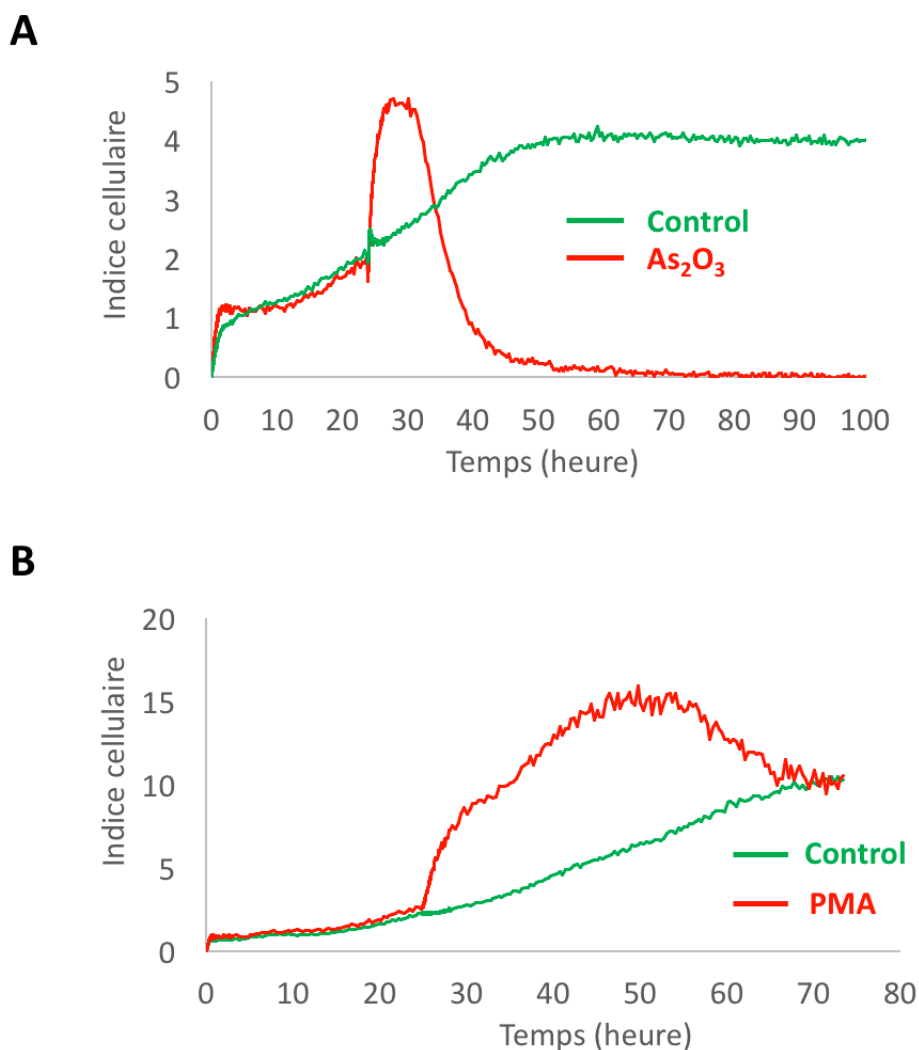 A
Indice cellulaire
5
4
3
2
1
0
Control
As₂O₃
0 10 20 30 40 50 60 70 80 90 100
Temps (heure)
B
Indice cellulaire
20
15
10
5
0
Control
PMA
0 10 20 30 40 50 60 70 80
Temps (heure)